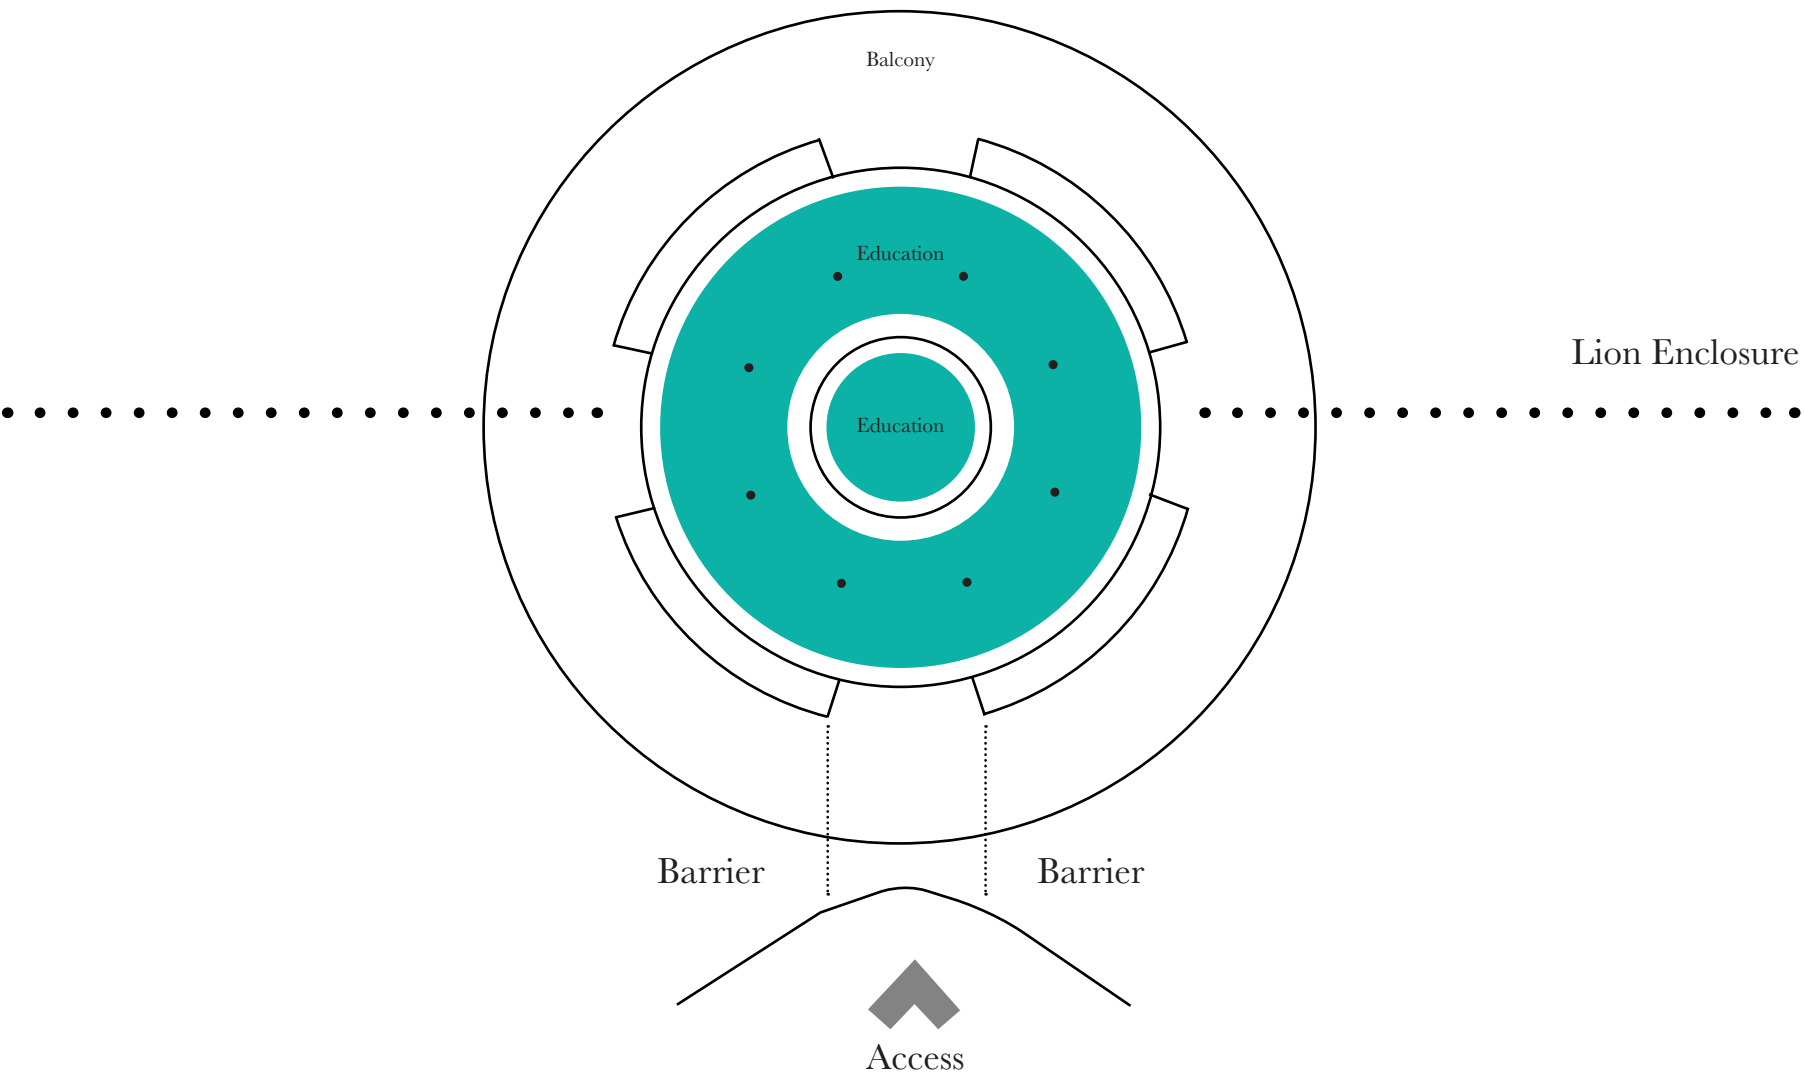 Balcony
Education
Lion Enclosure
Education
Barrier
Barrier
Access